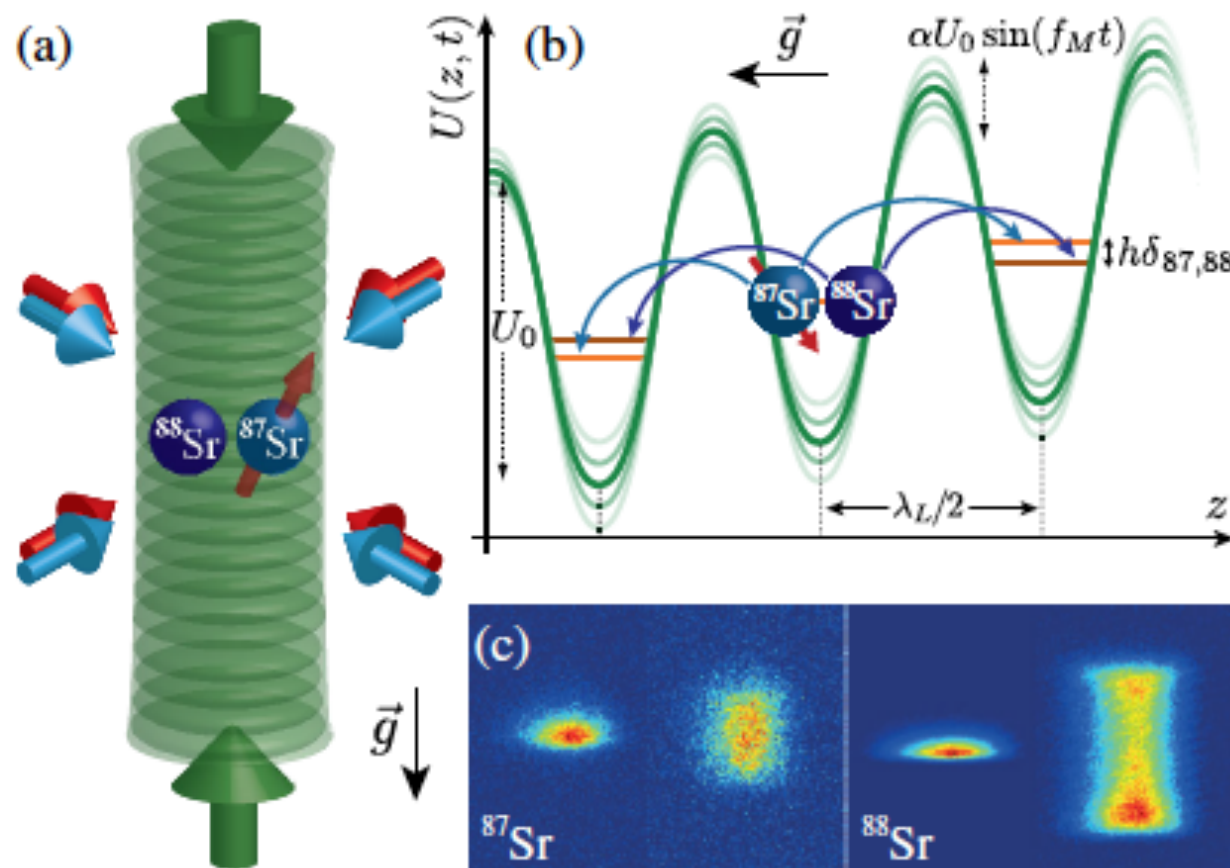 (a)
⁸⁸Sr
⁸⁷Sr
g⃗
(b)
U(z, t)
g⃗
αU₀ sin(f_M t)
U₀
⁸⁷Sr
⁸⁸Sr
hδ₈₇,₈₈
λ_L/2
z
(c)
⁸⁷Sr
⁸⁸Sr